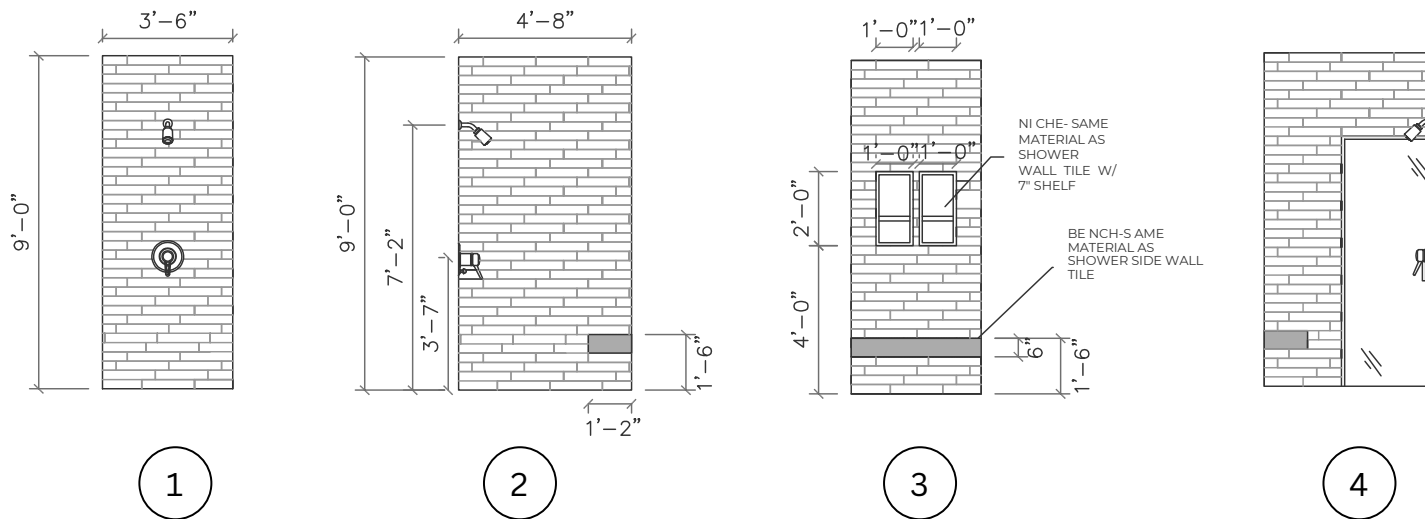 3’-6”
9’-0”
1
4’-8”
9’-0”
7’-2”
3’-7”
1’-6”
1’-2”
2
1’-0” 1’-0”
1’-0” 1’-0”
2’-0”
4’-0”
6”
1’-6”
NI CHE- SAME
MATERIAL AS
SHOWER
WALL TILE W/
7" SHELF
BE NCH-S AME
MATERIAL AS
SHOWER SIDE WALL
TILE
3
4